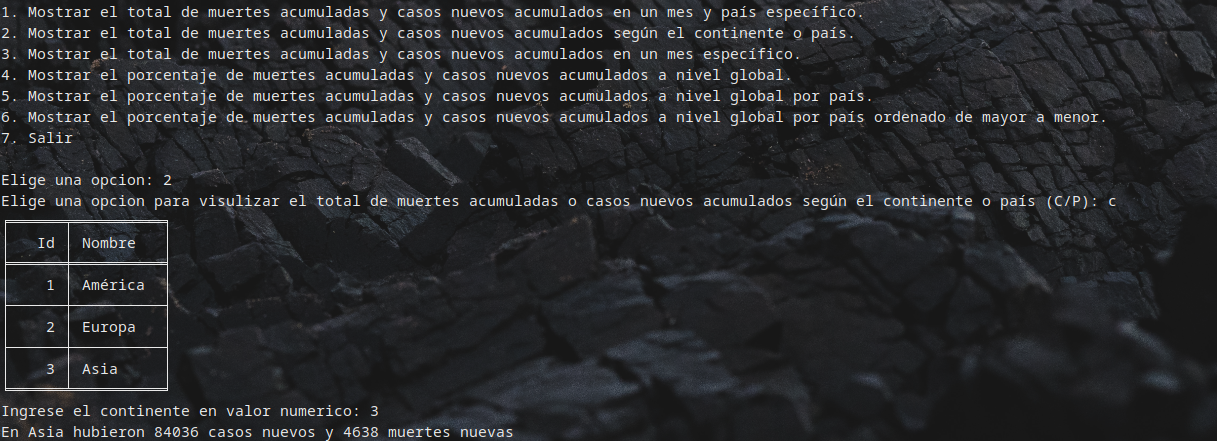 1. Mostrar el total de muertes acumuladas y casos nuevos acumulados en un mes y país específico.
2. Mostrar el total de muertes acumuladas y casos nuevos acumulados según el continente o país.
3. Mostrar el total de muertes acumuladas y casos nuevos acumulados en un mes específico.
4. Mostrar el porcentaje de muertes acumuladas y casos nuevos acumulados a nivel global.
5. Mostrar el porcentaje de muertes acumuladas y casos nuevos acumulados a nivel global por país.
6. Mostrar el porcentaje de muertes acumuladas y casos nuevos acumulados a nivel global por país ordenado de mayor a menor.
7. Salir
Elige una opcion: 2
Elige una opcion para visulizar el total de muertes acumuladas o casos nuevos acumulados según el continente o país (C/P): c
Id Nombre
1 América
2 Europa
3 Asia
Ingrese el continente en valor numerico: 3
En Asia hubieron 84036 casos nuevos y 4638 muertes nuevas